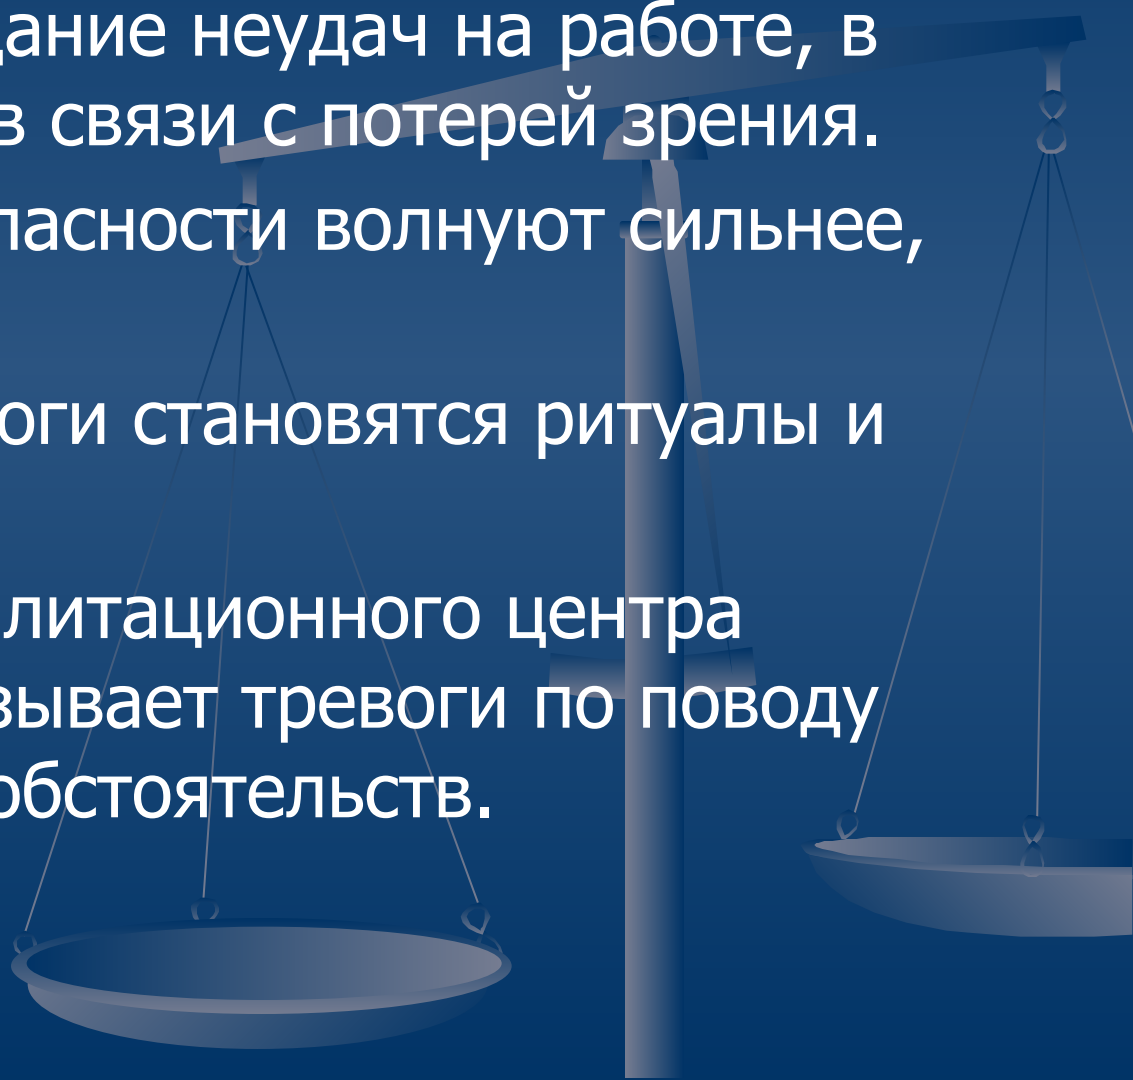 дание неудач на работе, в
в связи с потерей зрения.
пасности волнуют сильнее,
оги становятся ритуалы и
литационного центра
зывает тревоги по поводу
обстоятельств.